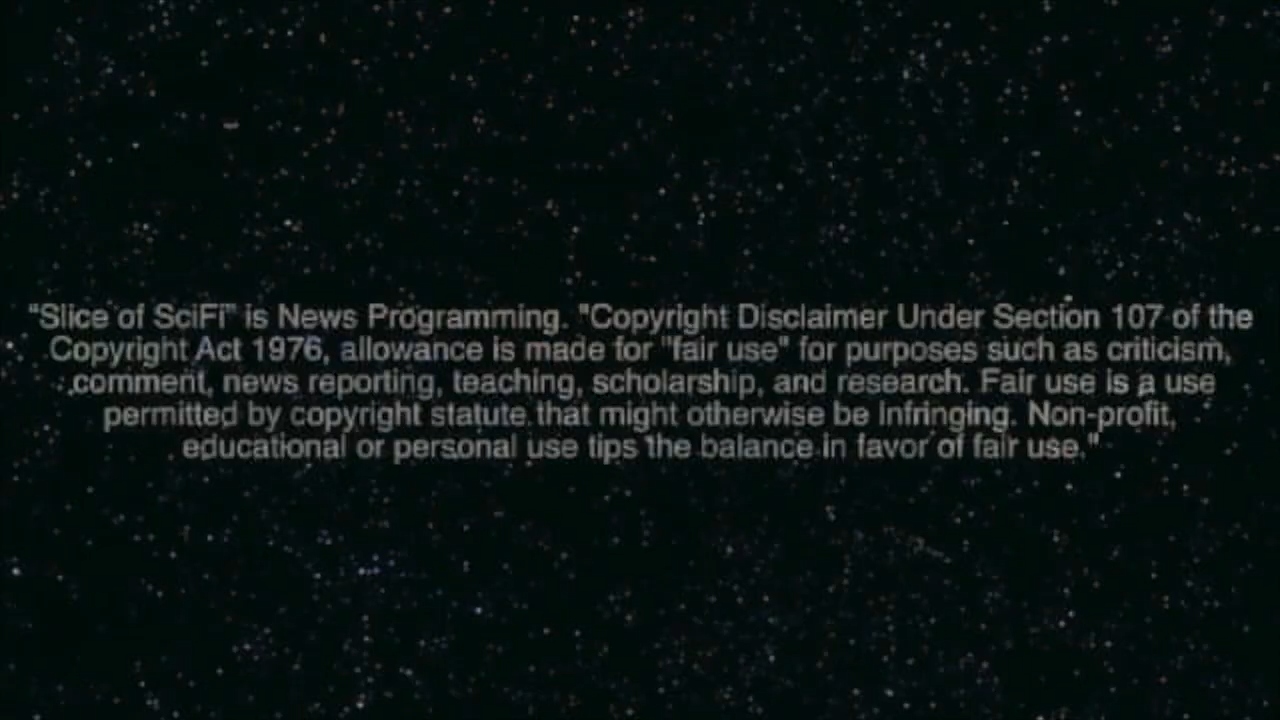 “Slice of SciFi” is News Programming. "Copyright Disclaimer Under Section 107 of the
Copyright Act 1976, allowance is made for "fair use" for purposes such as criticism,
comment, news reporting, teaching, scholarship, and research. Fair use is a use
permitted by copyright statute that might otherwise be infringing. Non-profit,
educational or personal use tips the balance in favor of fair use."